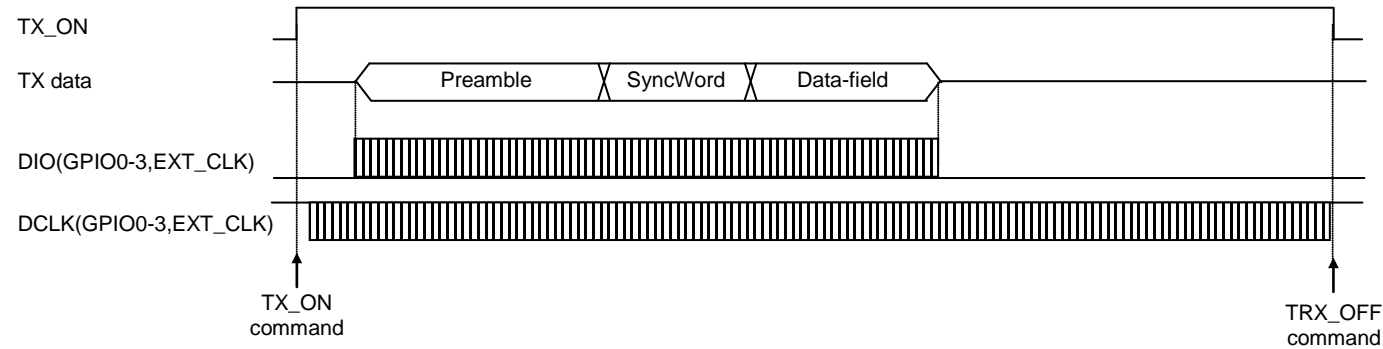 TX_ON
TX data
Preamble
SyncWord
Data-field
DIO(GPIO0-3,EXT_CLK)
DCLK(GPIO0-3,EXT_CLK)
TX_ON
command
TRX_OFF
command